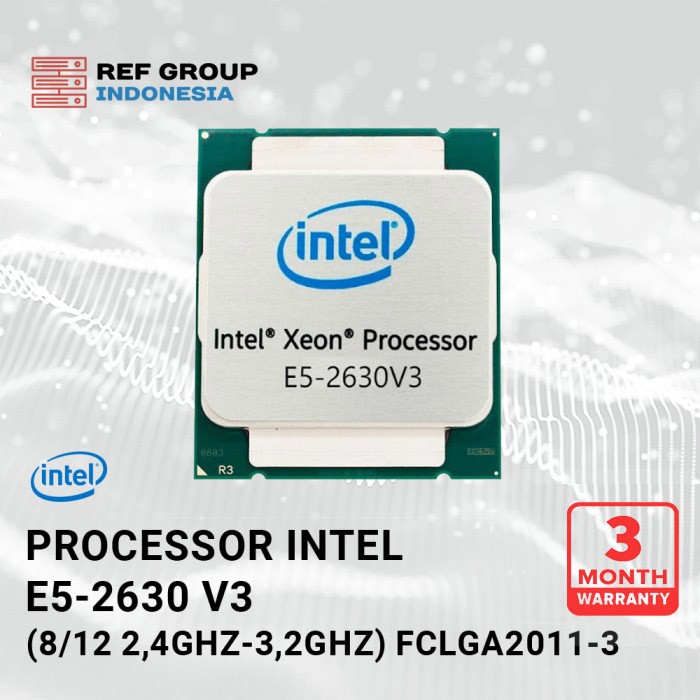 REF GROUP
INDONESIA
intel
Intel® Xeon® Processor
E5-2630V3
R3
intel
PROCESSOR INTEL
E5-2630 V3
(8/12 2,4GHZ-3,2GHZ) FCLGA2011-3
3
MONTH
WARRANTY